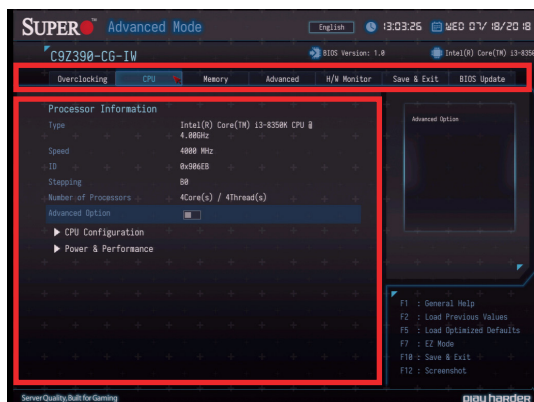 SUPER Advanced Mode English 13:03:26 WED 07/ 18/2018
C9Z390-CG-IW BIOS Version: 1.0 Intel(R) Core(TM) i3-835
Overclocking CPU Memory Advanced H/W Monitor Save & Exit BIOS Update
Processor Information
Advanced Option
Type Intel(R) Core(TM) i3-8350K CPU @
4.00GHz
Speed 4000 MHz
ID 0x906EB
Stepping B0
Number of Processors 4Core(s) / 4Thread(s)
Advanced Option
CPU Configuration
Power & Performance
F1 : General Help
F2 : Load Previous Values
F5 : Load Optimized Defaults
F7 : EZ Mode
F10 : Save & Exit
F12 : Screenshot
Server Quality, Built for Gaming play harder